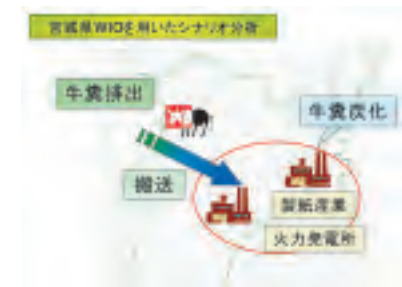 宮城県WIOを用いたシナリオ分析
牛糞排出
牛糞炭化
搬送
製紙産業
火力発電所